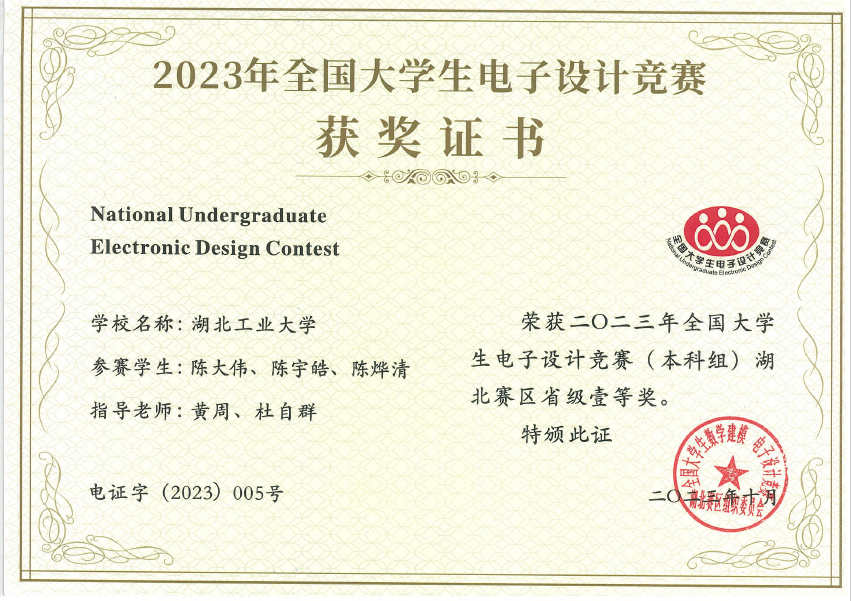 2023年全国大学生电子设计竞赛
获奖证书
National Undergraduate
Electronic Design Contest
全国大学生电子设计竞赛
National Undergraduate Electronic Design Contest
学校名称：湖北工业大学
参赛学生：陈大伟、陈宇皓、陈烨清
指导老师：黄周、杜自群
荣获二〇二三年全国大学
生电子设计竞赛（本科组）湖
北赛区省级壹等奖。
特颁此证
电证字（2023）005号
全国大学生数学建模 电子设计竞赛
湖北赛区组织委员会
二〇二三年十月